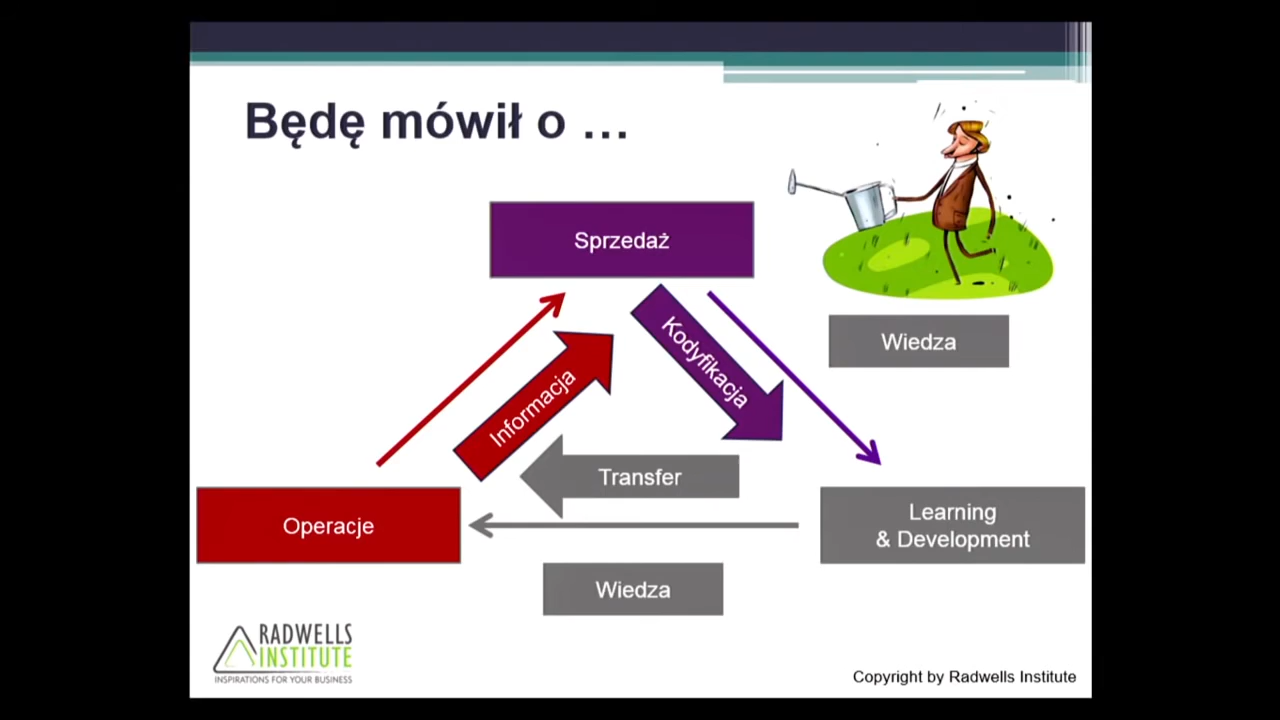 Będę mówił o …
Sprzedaż
Kodyfikacja
Wiedza
Informacja
Transfer
Operacje
Learning
& Development
Wiedza
RADWELLS
INSTITUTE
INSPIRATIONS FOR YOUR BUSINESS
Copyright by Radwells Institute